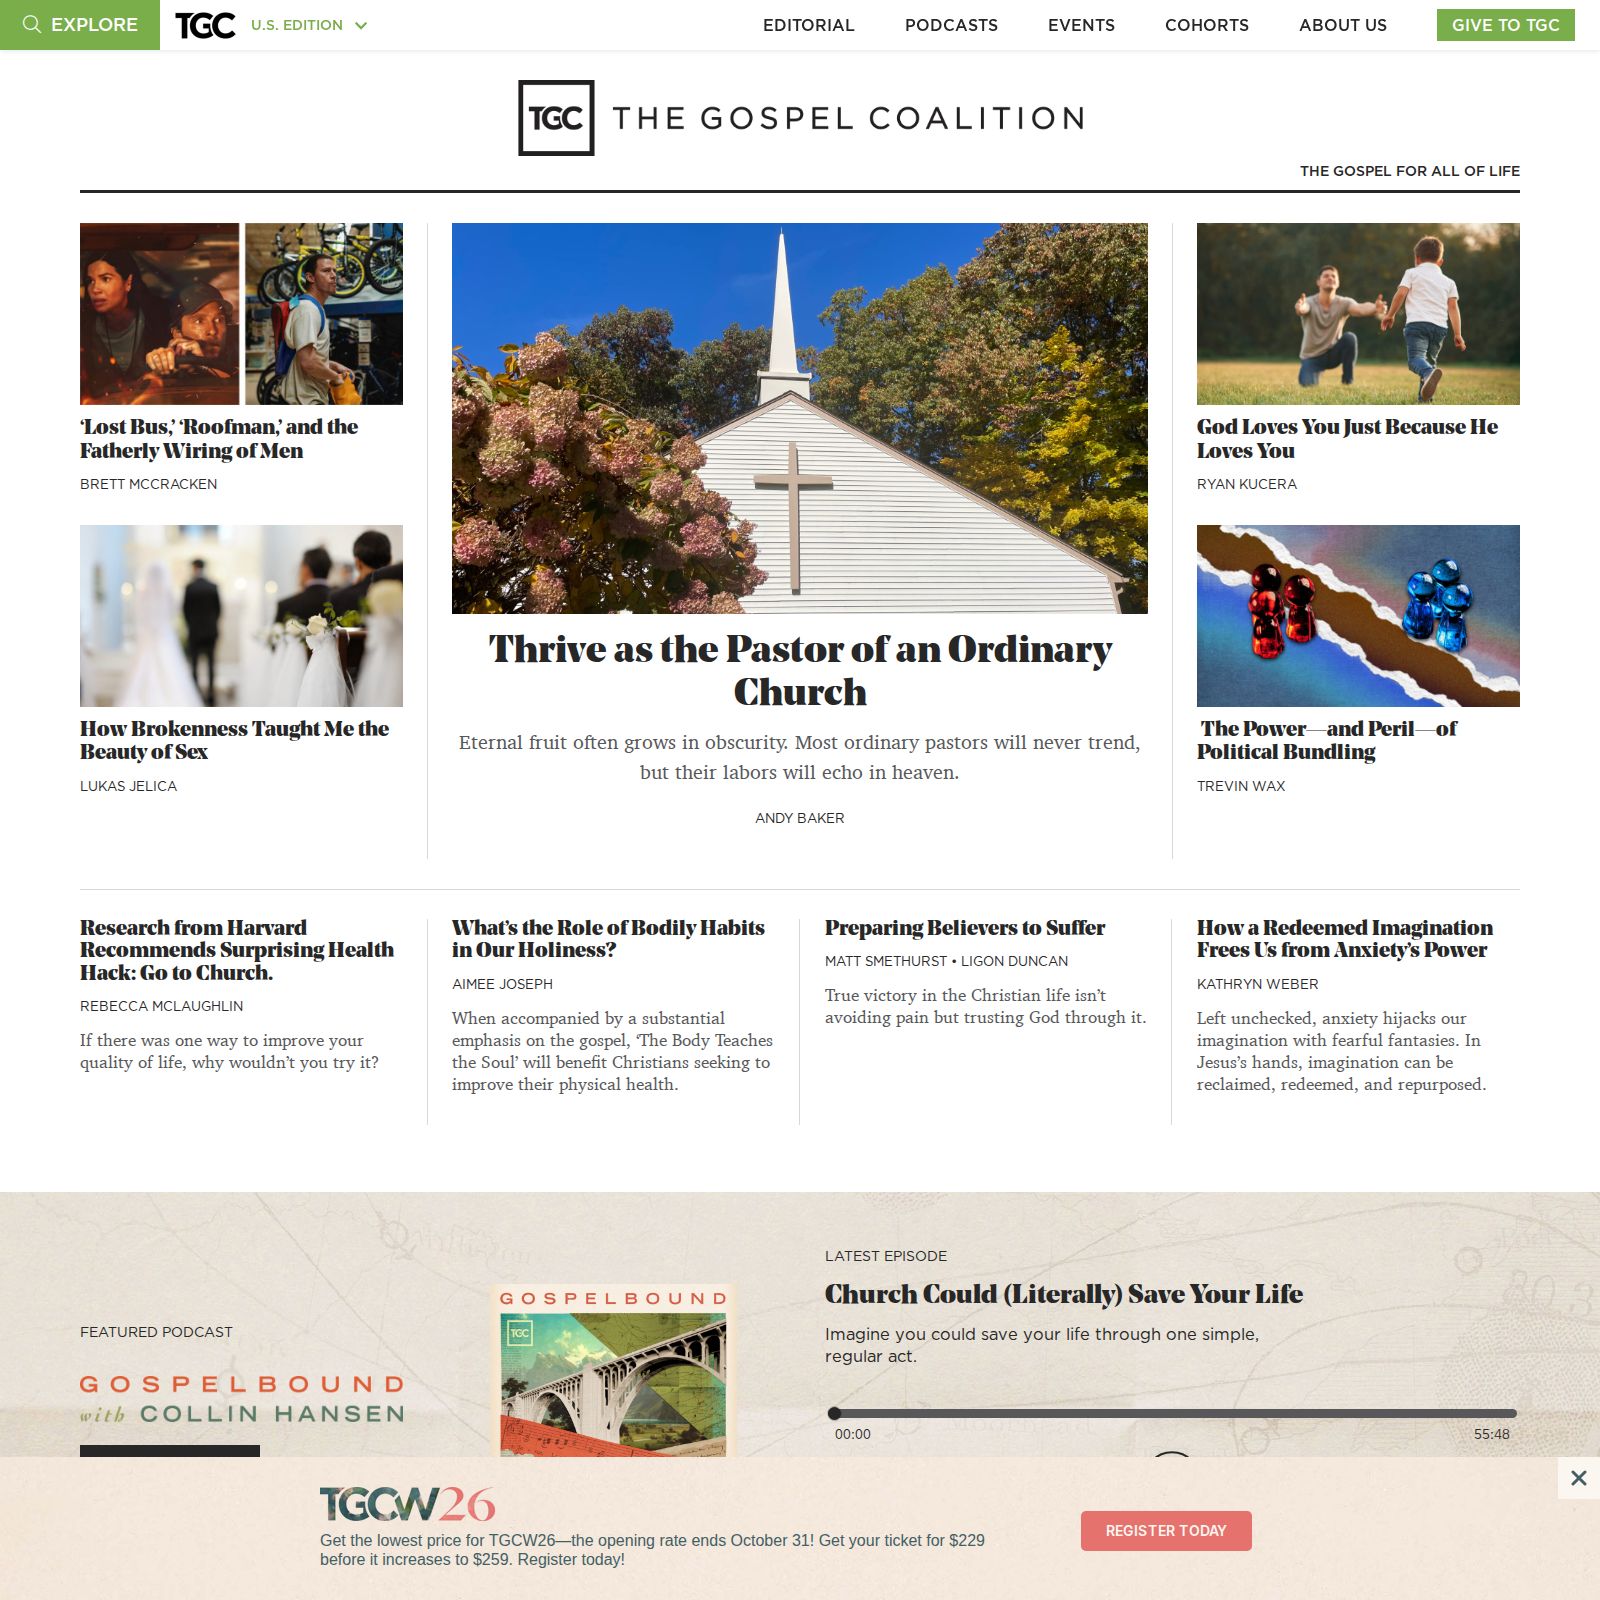 EXPLORE
TGC
U.S. EDITION
EDITORIAL
PODCASTS
EVENTS
COHORTS
ABOUT US
GIVE TO TGC
TGC THE GOSPEL COALITION
THE GOSPEL FOR ALL OF LIFE
‘Lost Bus,’ ‘Roofman,’ and the
Fatherly Wiring of Men
BRETT MCCRACKEN
How Brokenness Taught Me the
Beauty of Sex
LUKAS JELICA
Thrive as the Pastor of an Ordinary
Church
Eternal fruit often grows in obscurity. Most ordinary pastors will never trend,
but their labors will echo in heaven.
ANDY BAKER
God Loves You Just Because He
Loves You
RYAN KUCERA
The Power—and Peril—of
Political Bundling
TREVIN WAX
Research from Harvard
Recommends Surprising Health
Hack: Go to Church.
REBECCA MCLAUGHLIN
If there was one way to improve your
quality of life, why wouldn’t you try it?
What’s the Role of Bodily Habits
in Our Holiness?
AIMEE JOSEPH
When accompanied by a substantial
emphasis on the gospel, ‘The Body Teaches
the Soul’ will benefit Christians seeking to
improve their physical health.
Preparing Believers to Suffer
MATT SMETHURST • LIGON DUNCAN
True victory in the Christian life isn’t
avoiding pain but trusting God through it.
How a Redeemed Imagination
Frees Us from Anxiety’s Power
KATHRYN WEBER
Left unchecked, anxiety hijacks our
imagination with fearful fantasies. In
Jesus’s hands, imagination can be
reclaimed, redeemed, and repurposed.
FEATURED PODCAST
GOSPELBOUND
with COLLIN HANSEN
GOSPELBOUND
TGC
LATEST EPISODE
Church Could (Literally) Save Your Life
Imagine you could save your life through one simple,
regular act.
00:00
55:48
TGCW26
Get the lowest price for TGCW26—the opening rate ends October 31! Get your ticket for $229
before it increases to $259. Register today!
REGISTER TODAY